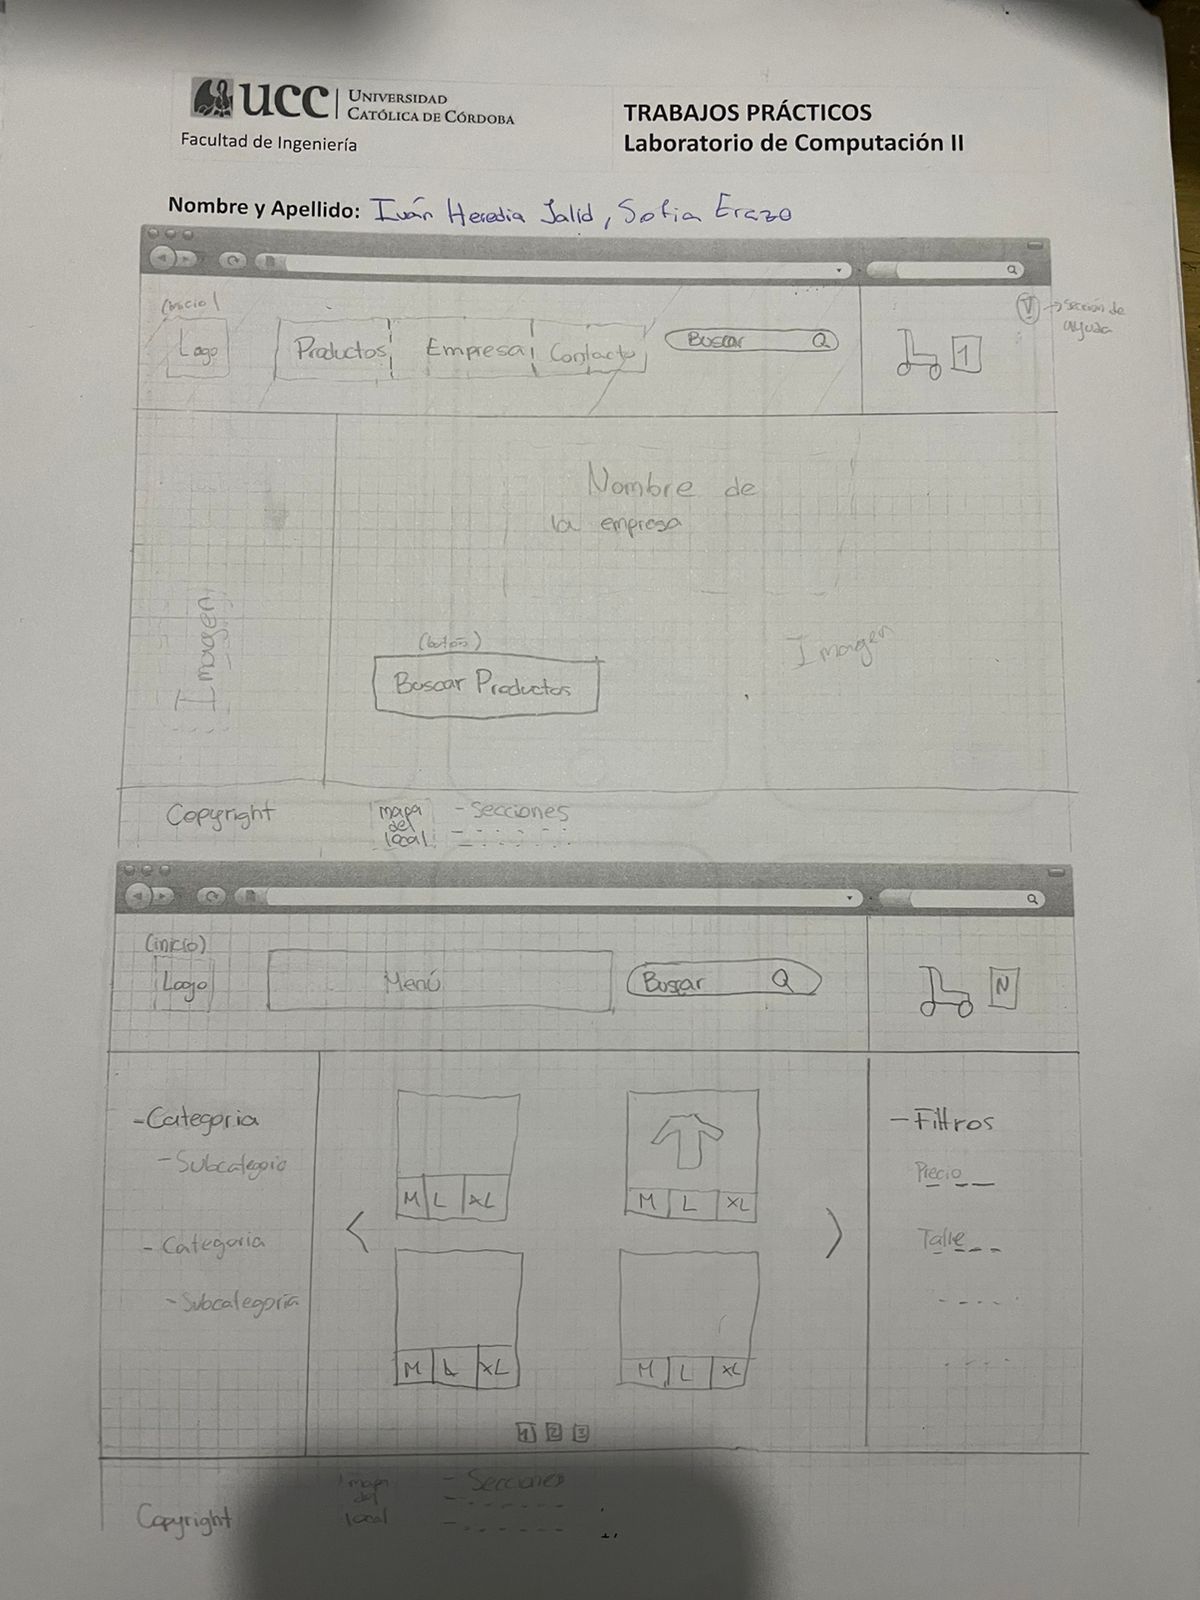 UCC UNIVERSIDAD
CATÓLICA DE CÓRDOBA
Facultad de Ingeniería
TRABAJOS PRÁCTICOS
Laboratorio de Computación II
Nombre y Apellido: Iván Heredia Jalid, Sofia Erazo
(inicio)
Logo
Productos Empresa Contacto
Buscar
1
→ Sección de
ayuda
Nombre de
la empresa
Imagen
(botón)
Buscar Productos
Imagen
Copyright
mapa
del
local
- Secciones
(inicio)
Logo
Menú
Buscar
N
- Categoria
- Subcategoria
- Categoria
- Subcategoria
<
M L XL
M L XL
M L XL
M L XL
>
- Filtros
Precio
Talle
1 2 3
Copyright
mapa
del
local
- Secciones